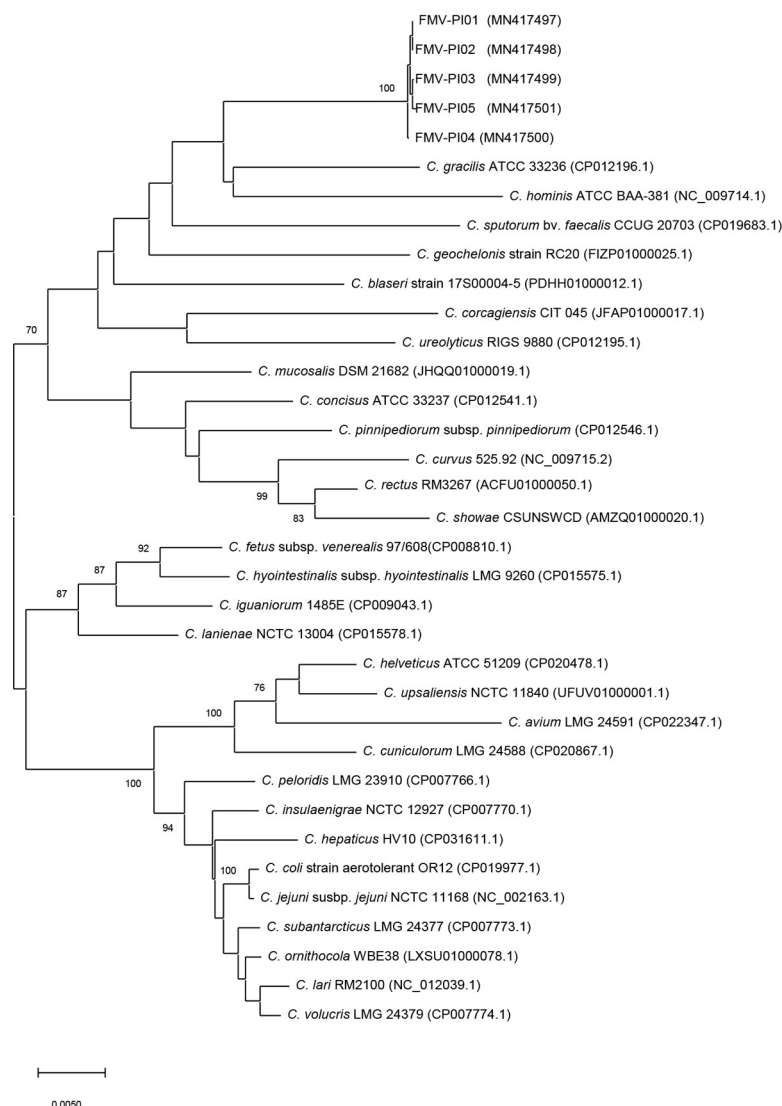 FMV-PI01 (MN417497)
FMV-PI02 (MN417498)
FMV-PI03 (MN417499)
100
FMV-PI05 (MN417501)
FMV-PI04 (MN417500)
C. gracilis ATCC 33236 (CP012196.1)
C. hominis ATCC BAA-381 (NC_009714.1)
C. sputorum bv. faecalis CCUG 20703 (CP019683.1)
C. geochelonis strain RC20 (FIZP01000025.1)
C. blaseri strain 17S00004-5 (PDHH01000012.1)
C. corcagiensis CIT 045 (JFAP01000017.1)
70
C. ureolyticus RIGS 9880 (CP012195.1)
C. mucosalis DSM 21682 (JHQQ01000019.1)
C. concisus ATCC 33237 (CP012541.1)
C. pinnipediorum subsp. pinnipediorum (CP012546.1)
C. curvus 525.92 (NC_009715.2)
C. rectus RM3267 (ACFU01000050.1)
99
C. showae CSUNSWCD (AMZQ01000020.1)
83
C. fetus subsp. venerealis 97/608(CP008810.1)
92
C. hyointestinalis subsp. hyointestinalis LMG 9260 (CP015575.1)
87
C. iguaniorum 1485E (CP009043.1)
87
C. lanienae NCTC 13004 (CP015578.1)
C. helveticus ATCC 51209 (CP020478.1)
76
C. upsaliensis NCTC 11840 (UFUV01000001.1)
100
C. avium LMG 24591 (CP022347.1)
C. cuniculorum LMG 24588 (CP020867.1)
100
C. peloridis LMG 23910 (CP007766.1)
C. insulaenigrae NCTC 12927 (CP007770.1)
94
C. hepaticus HV10 (CP031611.1)
100
C. coli strain aerotolerant OR12 (CP019977.1)
C. jejuni susbp. jejuni NCTC 11168 (NC_002163.1)
C. subantarcticus LMG 24377 (CP007773.1)
C. ornithocola WBE38 (LXSU01000078.1)
C. lari RM2100 (NC_012039.1)
C. volucris LMG 24379 (CP007774.1)
0.0050